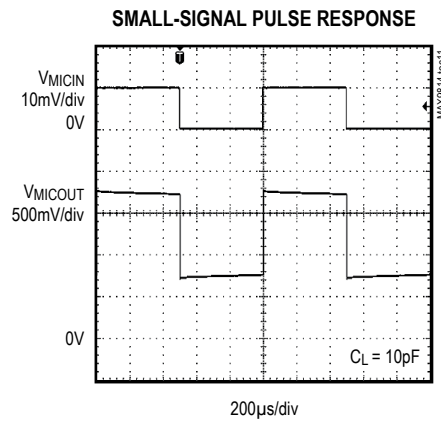 SMALL-SIGNAL PULSE RESPONSE
VMICIN
10mV/div
0V
VMICOUT
500mV/div
0V
CL = 10pF
200µs/div